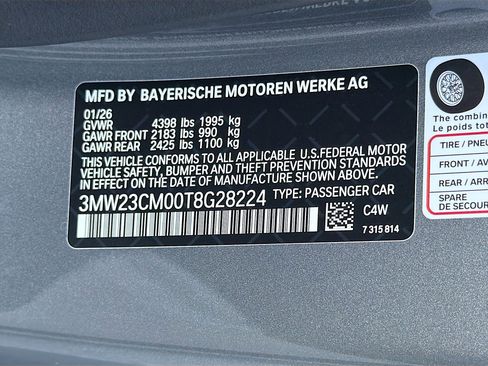 MFD BY BAYERISCHE MOTOREN WERKE AG
01/26
GVWR 4398 lbs 1995 kg
GAWR FRONT 2183 lbs 990 kg
GAWR REAR 2425 lbs 1100 kg
THIS VEHICLE CONFORMS TO ALL APPLICABLE U.S.FEDERAL MOTOR
VEHICLE SAFETY, BUMPER AND THEFT PREVENTION STANDARDS
IN EFFECT ON THE DATE OF MANUFACTURE SHOWN ABOVE.
3MW23CM00T8G28224 TYPE: PASSENGER CAR
C4W
7 315 814
The combin
Le poids tot
TIRE / PNEU
FRONT / AV
REAR / ARR
SPARE
DE SECOUR